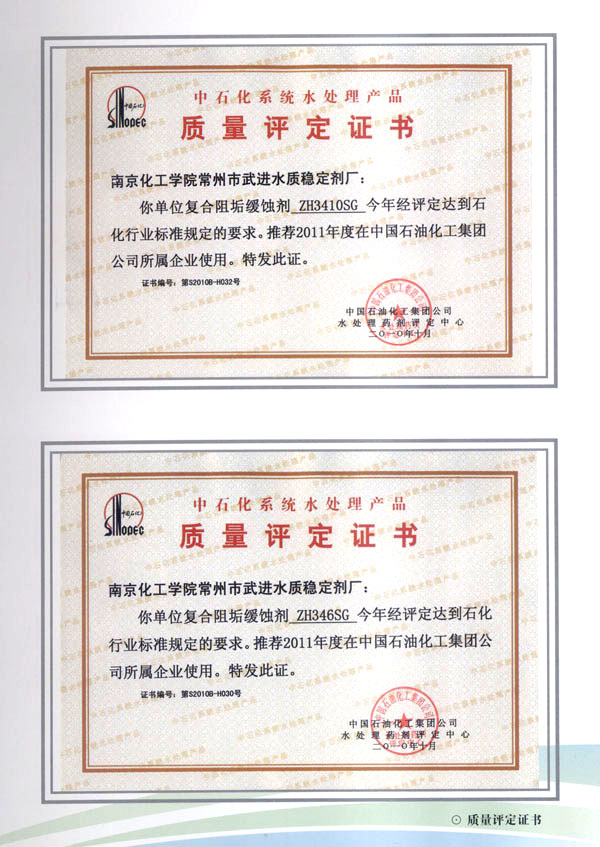 中国石化
SINOPEC
中石化系统水处理产品
质量评定证书
南京化工学院常州市武进水质稳定剂厂：
你单位复合阻垢缓蚀剂 ZH3410SG 今年经评定达到石
化行业标准规定的要求。推荐2011年度在中国石油化工集团
公司所属企业使用。特发此证。
证书编号：第S2010B-H032号
中国石油化工集团公司
水处理药剂评定中心
二〇一〇年十月
中国石化
SINOPEC
中石化系统水处理产品
质量评定证书
南京化工学院常州市武进水质稳定剂厂：
你单位复合阻垢缓蚀剂 ZH346SG 今年经评定达到石化
行业标准规定的要求。推荐2011年度在中国石油化工集团公
司所属企业使用。特发此证。
证书编号：第S2010B-H030号
中国石油化工集团公司
水处理药剂评定中心
二〇一〇年十月
⊙ 质量评定证书